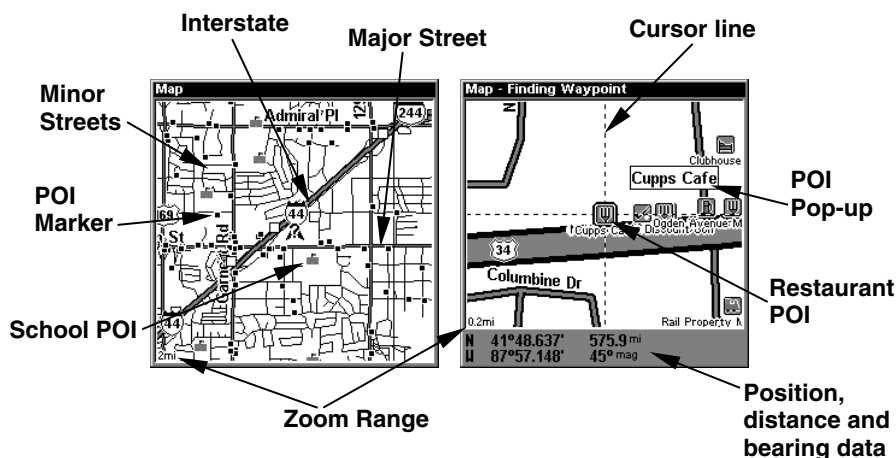 Interstate
Major Street
Cursor line
Minor
Streets
POI
Marker
School POI
Zoom Range
Map
Admiral Pl
129
244
69
St
44
Garnett Rd
44
2mi
Map - Finding Waypoint
N
Clubhouse
Cupps Cafe
Ogden Avenue M
34
Columbine Dr
0.2mi
Rail Property M
N 41°48.637' 575.9 mi
W 87°57.148' 45° mag
POI
Pop-up
Restaurant
POI
Position,
distance and
bearing data